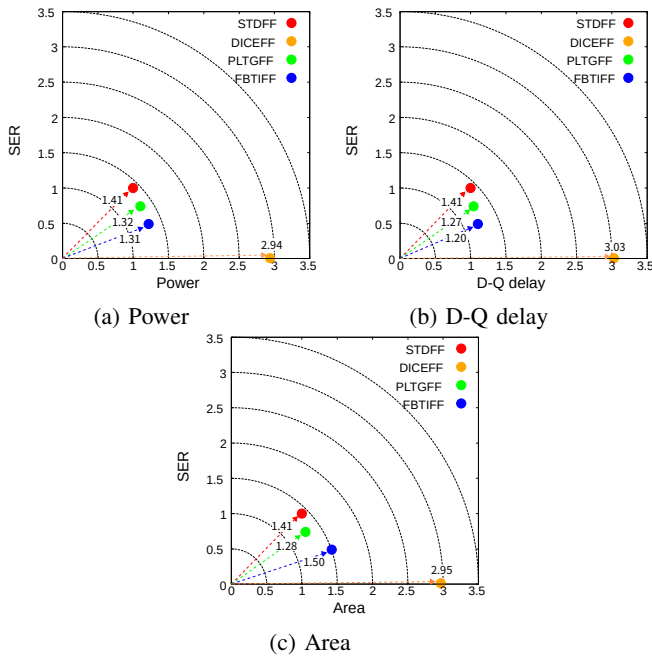 3.5
3
2.5
2
1.5
1
0.5
0
SER
STDFF
DICEFF
PLTGFF
FBTIFF
1.41
1.32
1.31
2.94
0 0.5 1 1.5 2 2.5 3 3.5
Power
(a) Power
3.5
3
2.5
2
1.5
1
0.5
0
SER
STDFF
DICEFF
PLTGFF
FBTIFF
1.41
1.27
1.20
3.03
0 0.5 1 1.5 2 2.5 3 3.5
D-Q delay
(b) D-Q delay
3.5
3
2.5
2
1.5
1
0.5
0
SER
STDFF
DICEFF
PLTGFF
FBTIFF
1.41
1.28
1.50
2.95
0 0.5 1 1.5 2 2.5 3 3.5
Area
(c) Area